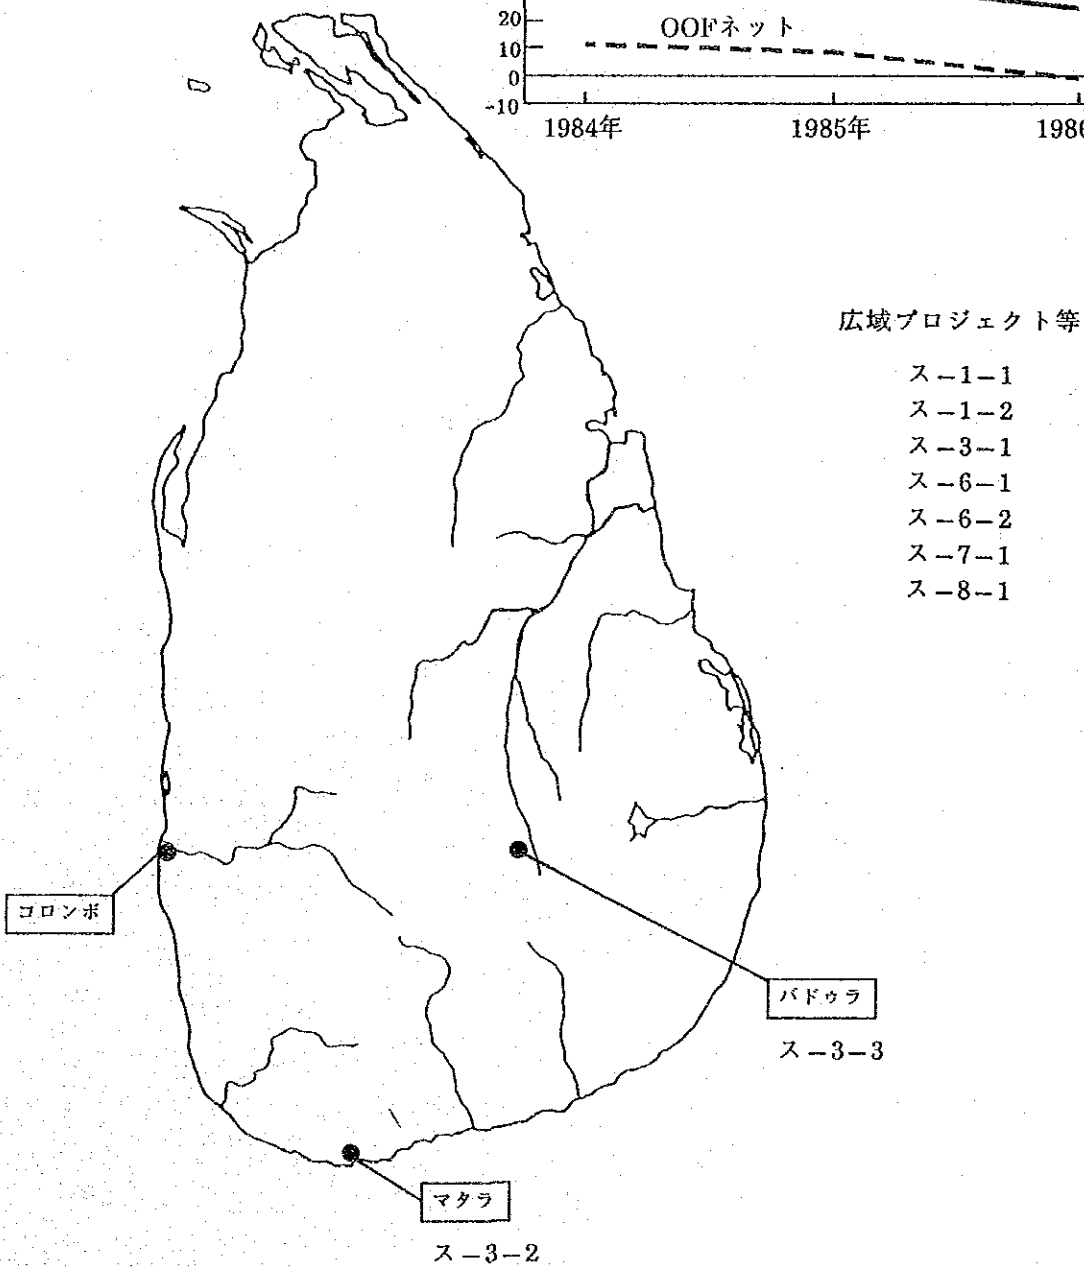 20
OOFネット
10
0
-10
1984年
1985年
1986
広域プロジェクト等
ス-1-1
ス-1-2
ス-3-1
ス-6-1
ス-6-2
ス-7-1
ス-8-1
コロンボ
バドゥラ
ス-3-3
マタラ
ス-3-2